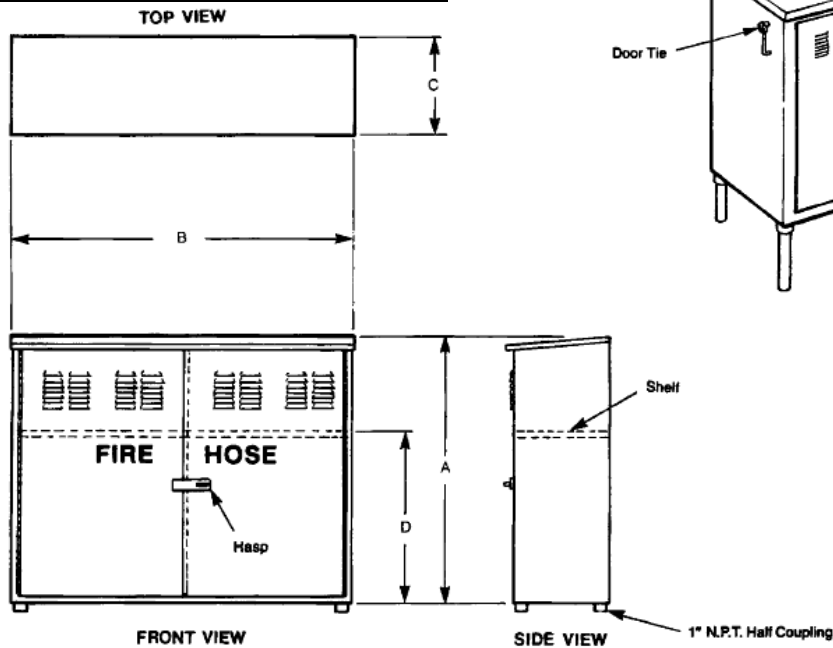 TOP VIEW
Door Tie
C
B
Shelf
FIRE HOSE
A
D
Hasp
1" N.P.T. Half Coupling
FRONT VIEW
SIDE VIEW